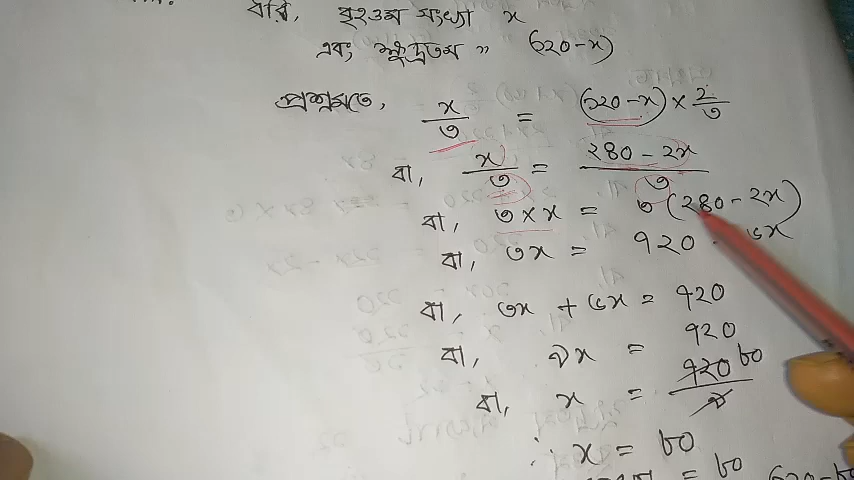 ধরি, বৃহত্তম সংখ্যা x
এবং ক্ষুদ্রতম " (১২০-x)
প্রশ্নমতে, x/৩ = (১২০-x) × ২/৩
বা, x/৩ = ২৪০ - ২x/৩
বা, ৩ × x = ৩ (২৪০ - ২x)
বা, ৩x = ৭২০ - ৬x
বা, ৩x + ৬x = ৭২০
বা, ৯x = ৭২০
বা, x = ৭২০/৯ ৮০
∴ x = ৮০
= ৮০